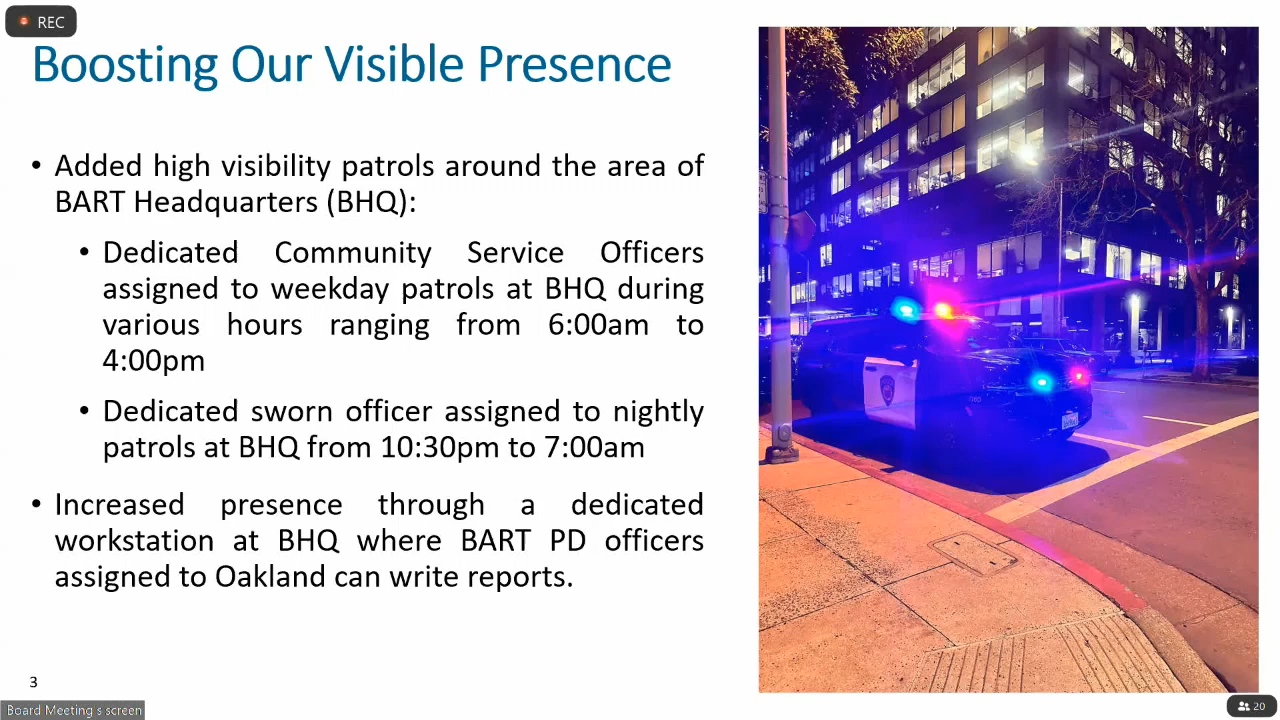 REC
Boosting Our Visible Presence
• Added high visibility patrols around the area of
BART Headquarters (BHQ):
• Dedicated Community Service Officers
assigned to weekday patrols at BHQ during
various hours ranging from 6:00am to
4:00pm
• Dedicated sworn officer assigned to nightly
patrols at BHQ from 10:30pm to 7:00am
• Increased presence through a dedicated
workstation at BHQ where BART PD officers
assigned to Oakland can write reports.
3
Board Meeting's screen
20